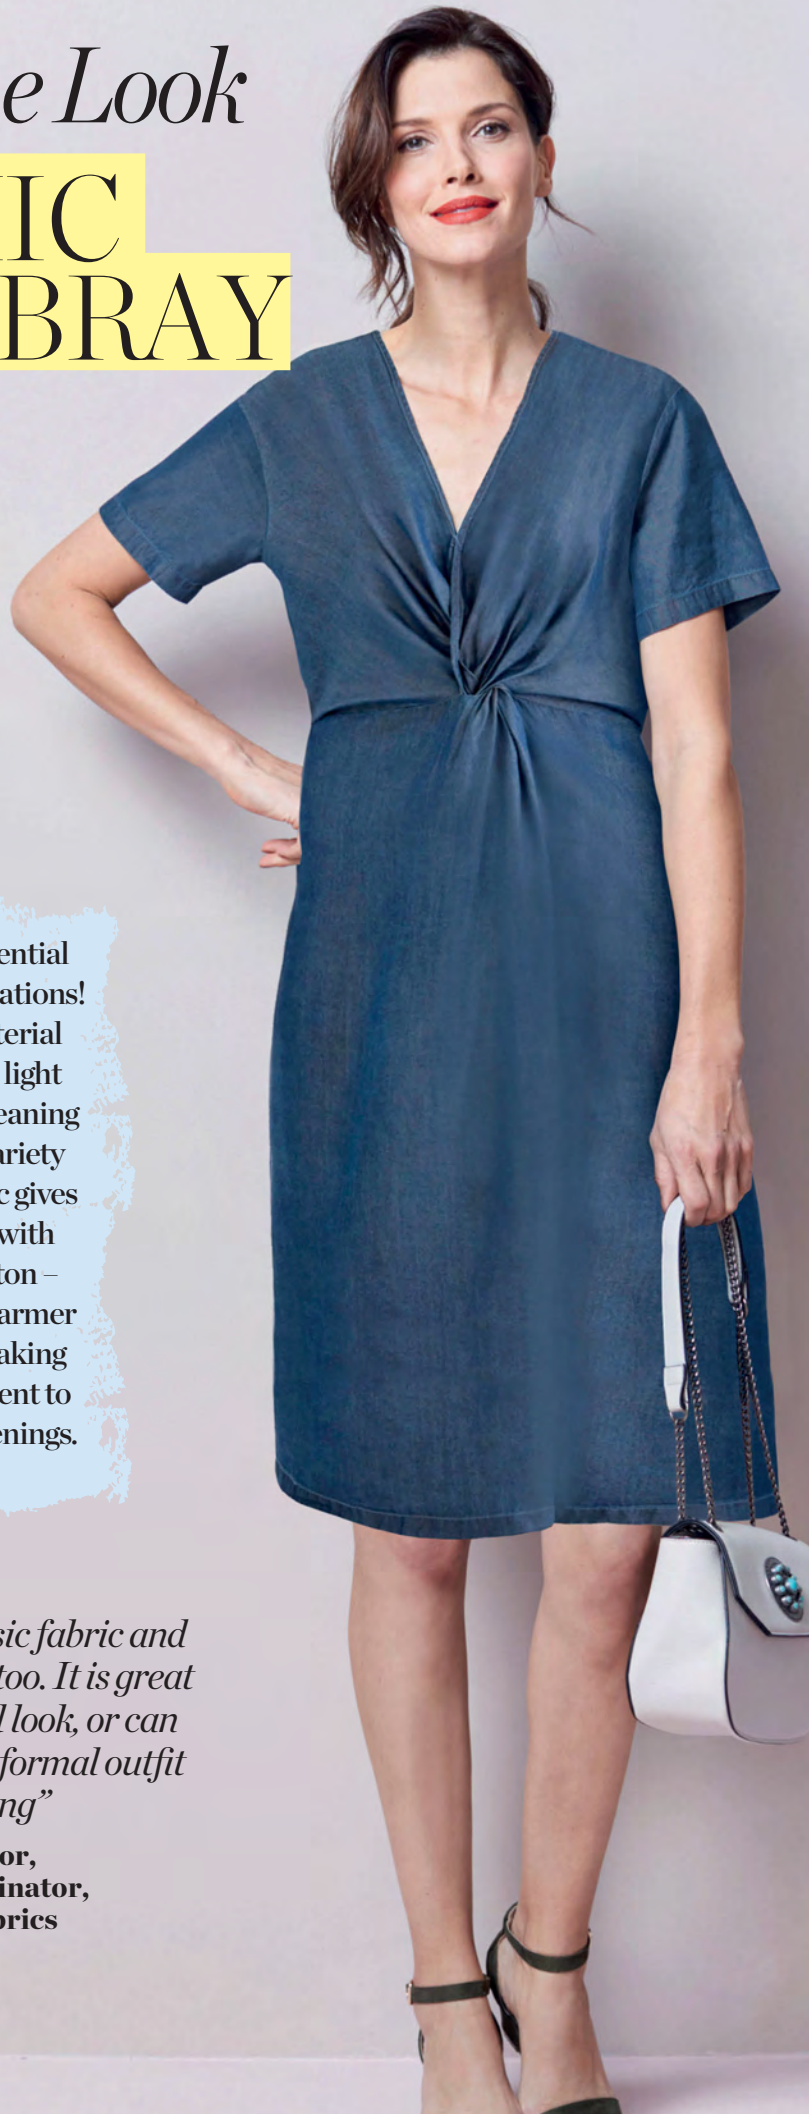 e Look
IC
BRAY
ential
ations!
terial
light
eaning
ariety
c gives
with
ton –
armer
aking
ent to
enings.
sic fabric and
too. It is great
l look, or can
formal outfit
ng”
or,
inator,
brics